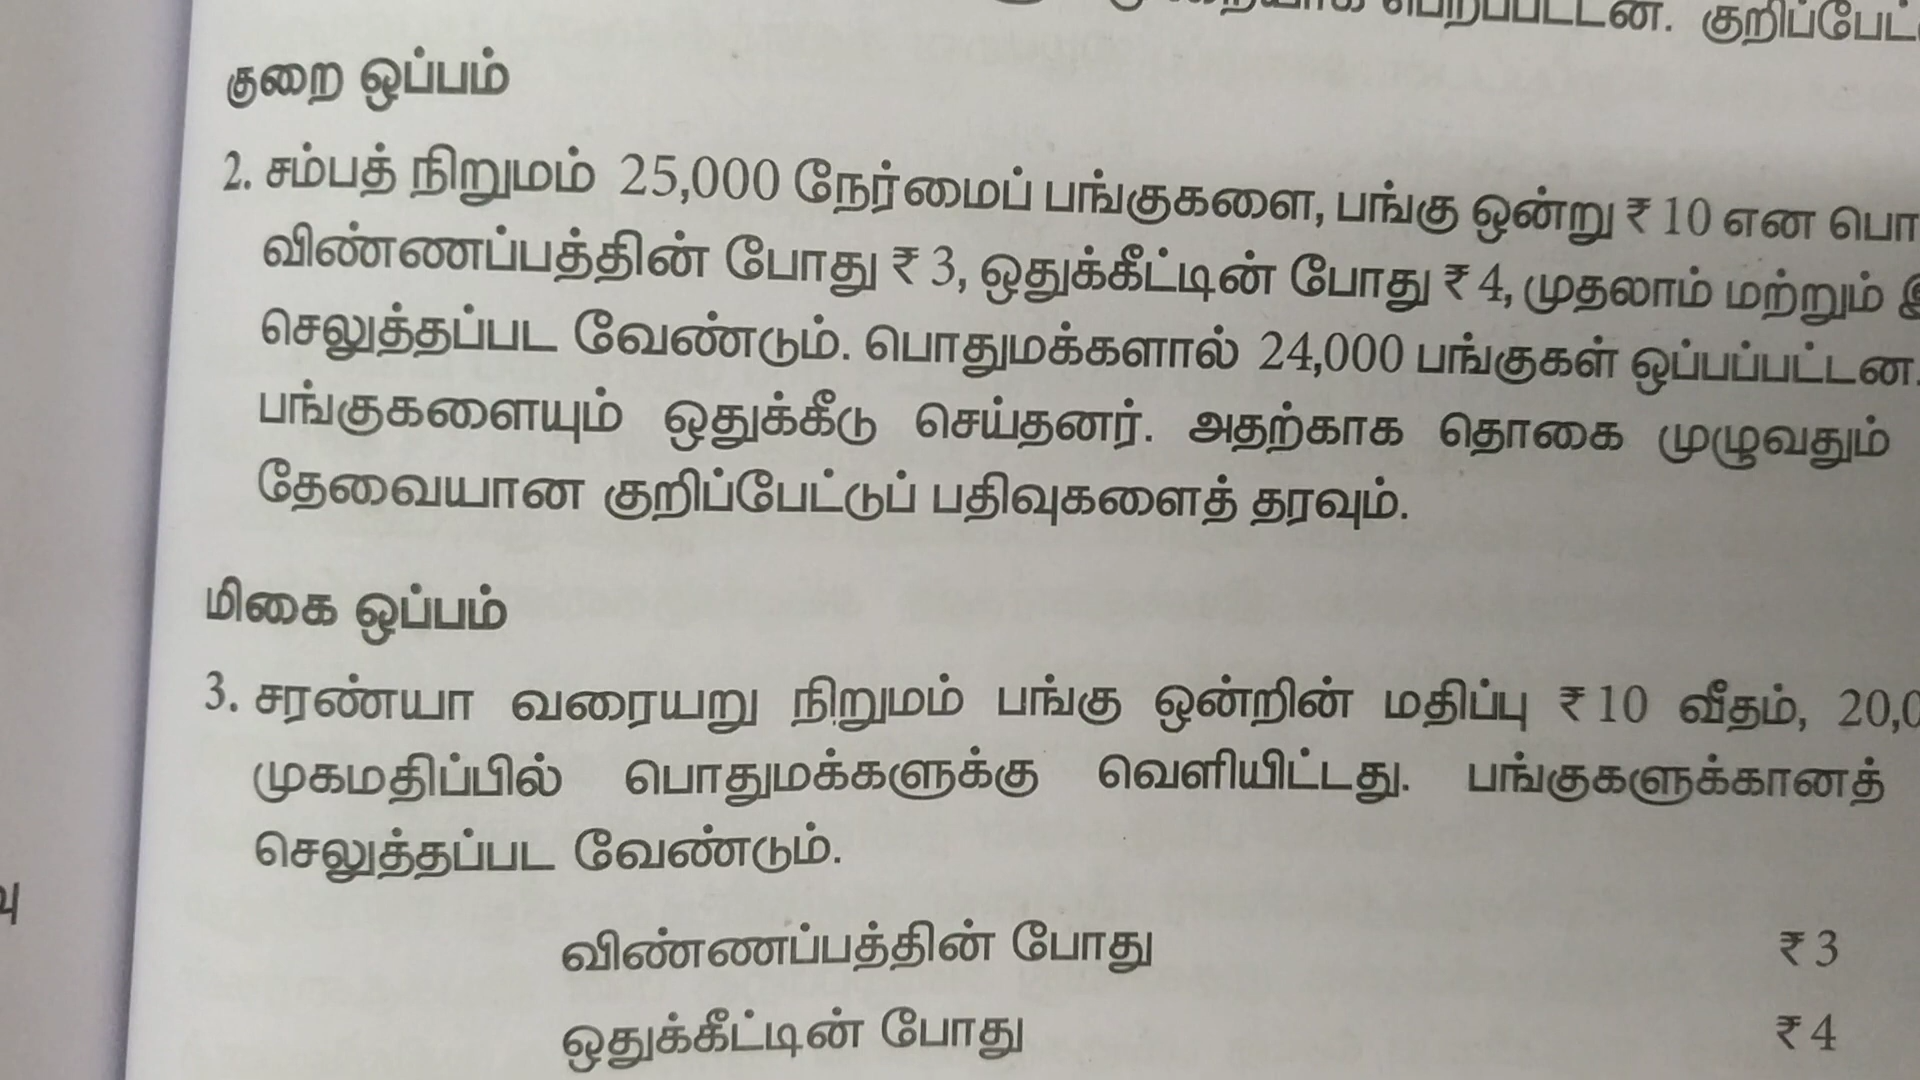 குறை ஒப்பம்
2. சம்பத் நிறுமம் 25,000 நேர்மைப் பங்குகளை, பங்கு ஒன்று ₹ 10 என
விண்ணப்பத்தின் போது ₹ 3, ஒதுக்கீட்டின் போது ₹ 4, முதலாம் மற்றும்
செலுத்தப்பட வேண்டும். பொதுமக்களால் 24,000 பங்குகள் ஒப்பப்பட்டன.
பங்குகளையும் ஒதுக்கீடு செய்தனர். அதற்காக தொகை முழுவதும்
தேவையான குறிப்பேட்டுப் பதிவுகளைத் தரவும்.
மிகை ஒப்பம்
3. சரண்யா வரையறு நிறுமம் பங்கு ஒன்றின் மதிப்பு ₹ 10 வீதம்,
முகமதிப்பில் பொதுமக்களுக்கு வெளியிட்டது. பங்குகளுக்கானத்
செலுத்தப்பட வேண்டும்.
விண்ணப்பத்தின் போது ₹ 3
ஒதுக்கீட்டின் போது ₹ 4